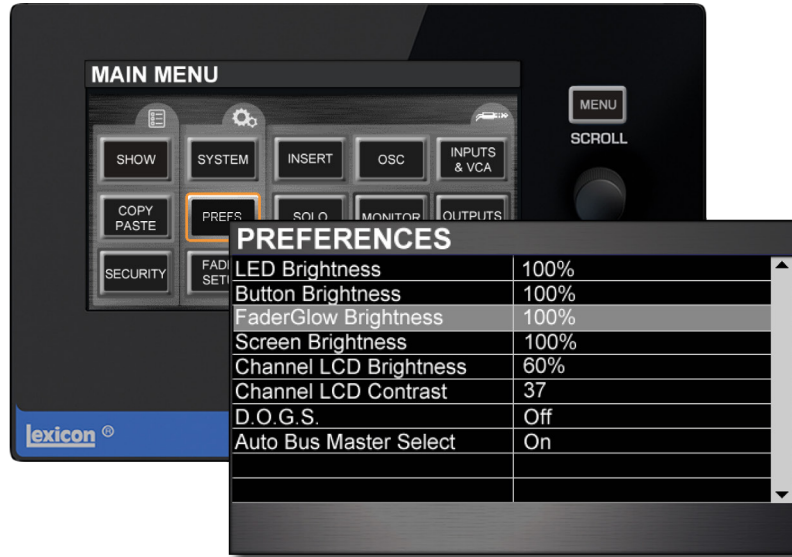 MAIN MENU
MENU
SCROLL
SHOW
SYSTEM
INSERT
OSC
INPUTS
& VCA
COPY
PASTE
PREFS
SOLO
MONITOR
OUTPUTS
SECURITY
PREFERENCES
LED Brightness 100%
Button Brightness 100%
FaderGlow Brightness 100%
Screen Brightness 100%
Channel LCD Brightness 60%
Channel LCD Contrast 37
D.O.G.S. Off
Auto Bus Master Select On
lexicon ®